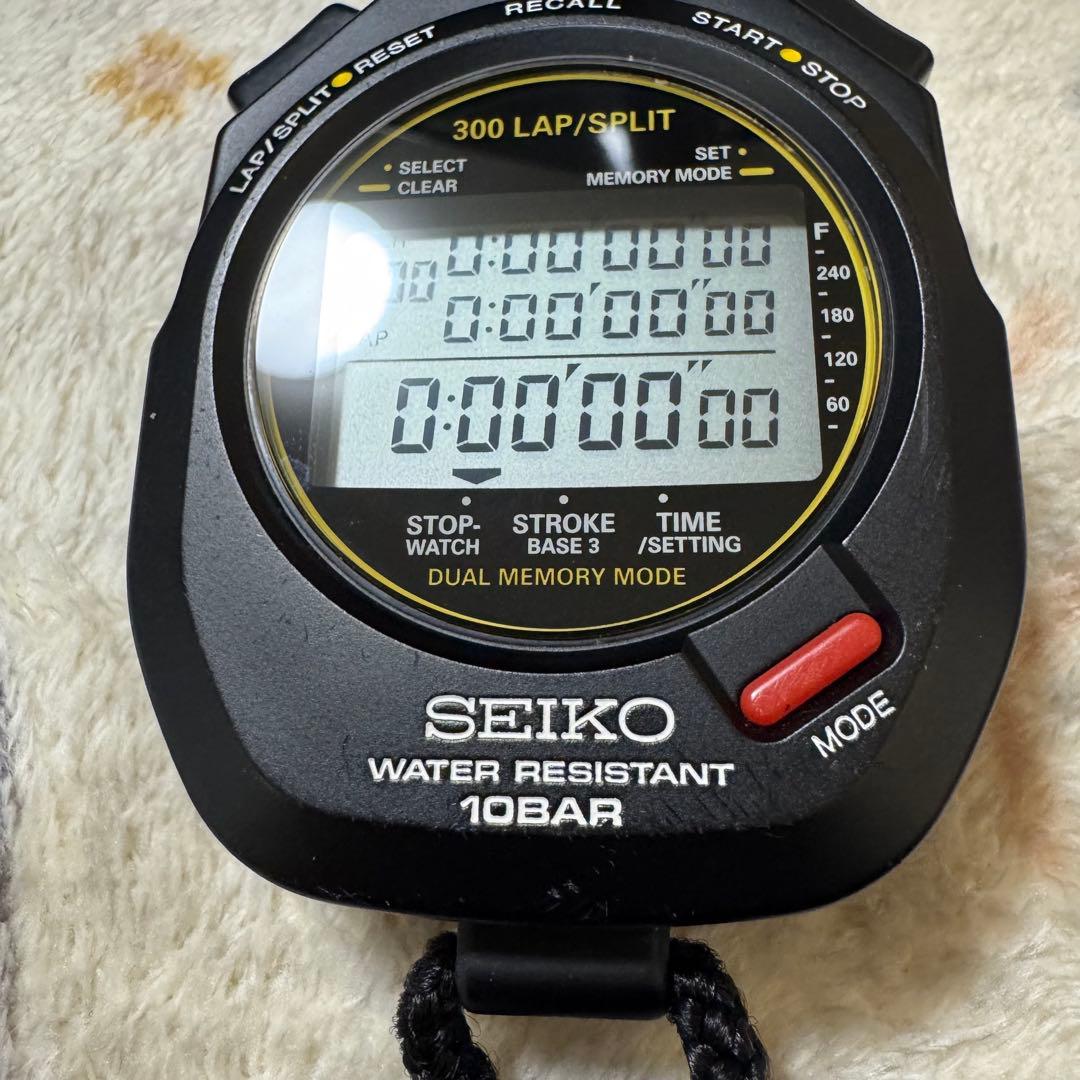 RECALL
LAP/SPLIT RESET
START STOP
300 LAP/SPLIT
SELECT
CLEAR
SET
MEMORY MODE
F
240
180
120
60
0:00'00"00
00
0:00'00"00
0:00'00"00
STOP-
WATCH
STROKE
BASE 3
TIME
/SETTING
DUAL MEMORY MODE
MODE
SEIKO
WATER RESISTANT
10BAR